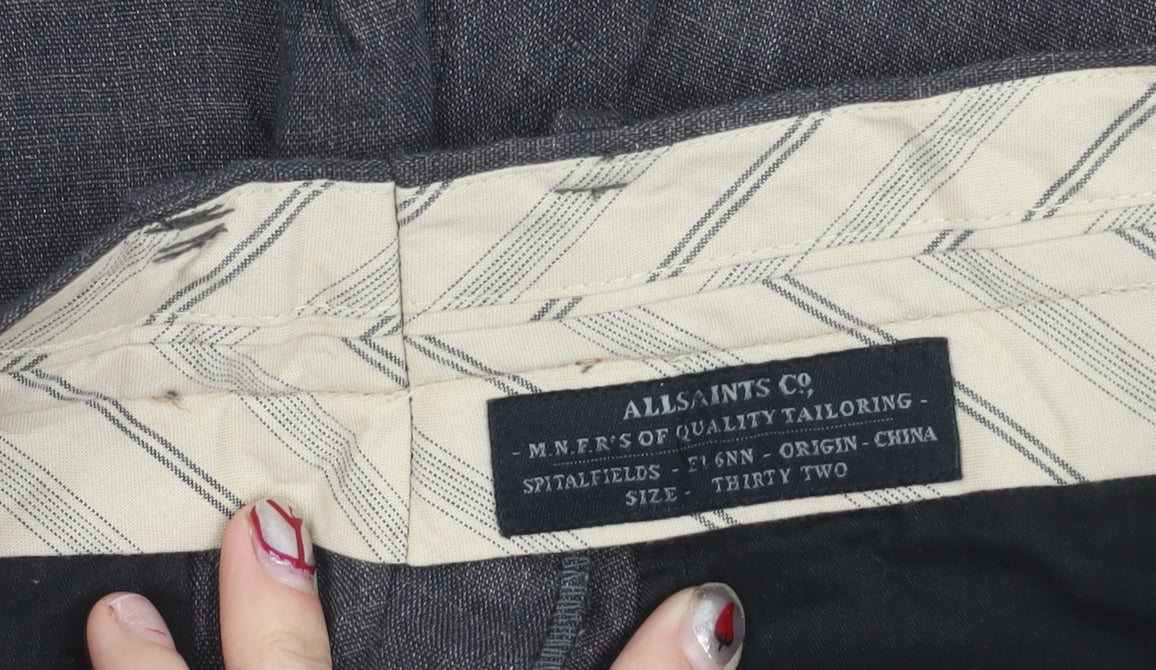 ALLSAINTS Cº,
- M.N.F.R'S OF QUALITY TAILORING -
SPITALFIELDS - E1 6NN - ORIGIN - CHINA
SIZE - THIRTY TWO